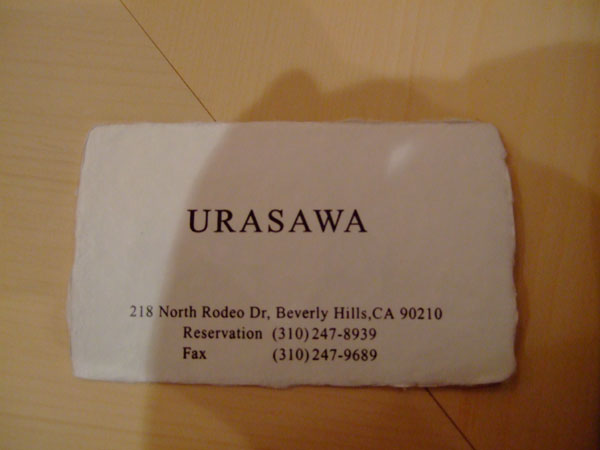 URASAWA
218 North Rodeo Dr, Beverly Hills,CA 90210
Reservation (310)247-8939
Fax (310)247-9689